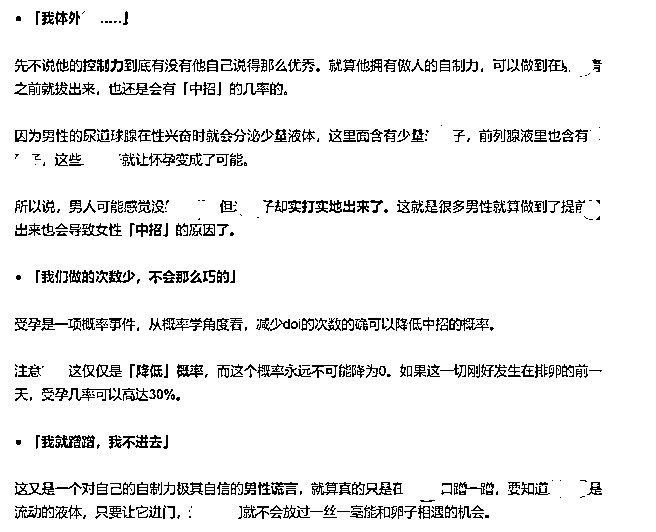 • 「我体外 .....」
先不说他的控制力到底有没有他自己说得那么优秀。就算他拥有傲人的自制力，可以做到在
之前就拔出来，也还是会有「中招」的几率的。
因为男性的尿道球腺在性兴奋时就会分泌少量液体，这里面含有少量 子，前列腺液里也含有
子，这些 就让怀孕变成了可能。
所以说，男人可能感觉没 但 子却实打实地出来了。这就是很多男性就算做到了提前
出来也会导致女性「中招」的原因了。
• 「我们做的次数少，不会那么巧的」
受孕是一项概率事件，从概率学角度看，减少doi的次数的确可以降低中招的概率。
注意 这仅仅是「降低」概率，而这个概率永远不可能降为0。如果这一切刚好发生在排卵的前一
天，受孕几率可以高达30%。
• 「我就蹭蹭，我不进去」
这又是一个对自己的自制力极其自信的男性谎言，就算真的只是在 口蹭一蹭，要知道 是
流动的液体，只要让它进门， 就不会放过一丝一毫能和卵子相遇的机会。